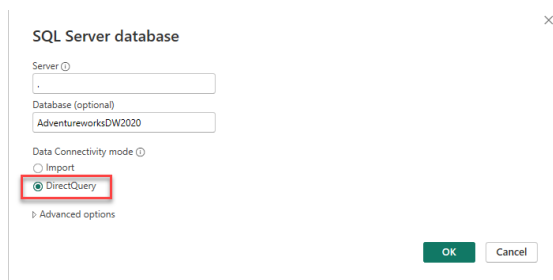 SQL Server database
Server
.
Database (optional)
AdventureworksDW2020
Data Connectivity mode
Import
DirectQuery
Advanced options
OK Cancel